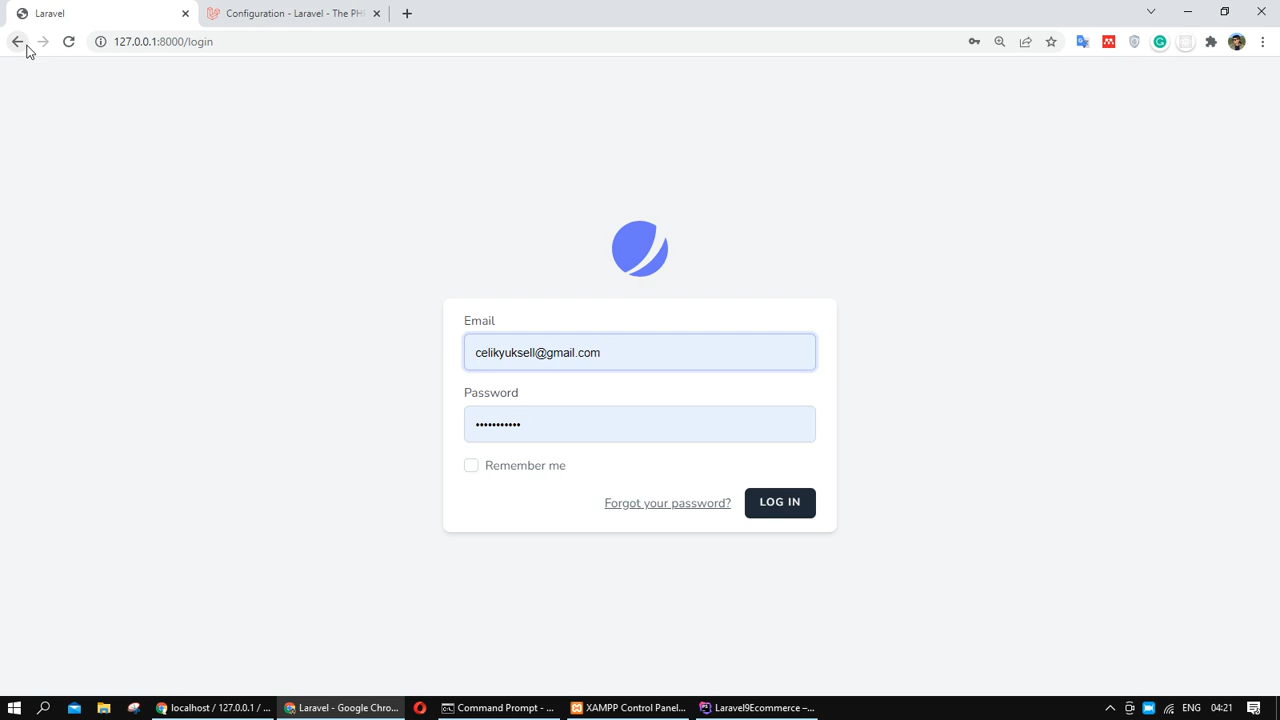 Laravel
Configuration - Laravel - The PH
127.0.0.1:8000/login
Email
celikyuksell@gmail.com
Password
•••••••••••
Remember me
Forgot your password?
LOG IN
localhost / 127.0.0.1 / ...
Laravel - Google Chro...
Command Prompt - ...
XAMPP Control Panel...
Laravel9Ecommerce –...
ENG
04:21